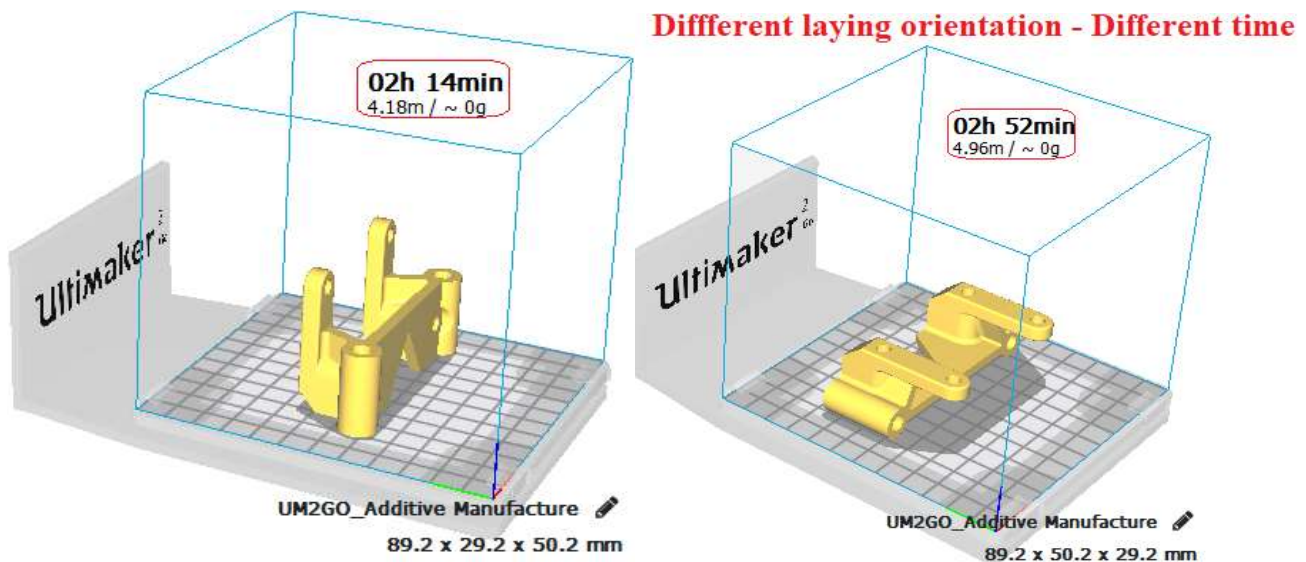 Diffferent laying orientation - Different time
02h 14min
4.18m / ~ 0g
Ultimaker
UM2GO_Additive Manufacture
89.2 x 29.2 x 50.2 mm
02h 52min
4.96m / ~ 0g
Ultimaker
UM2GO_Additive Manufacture
89.2 x 50.2 x 29.2 mm